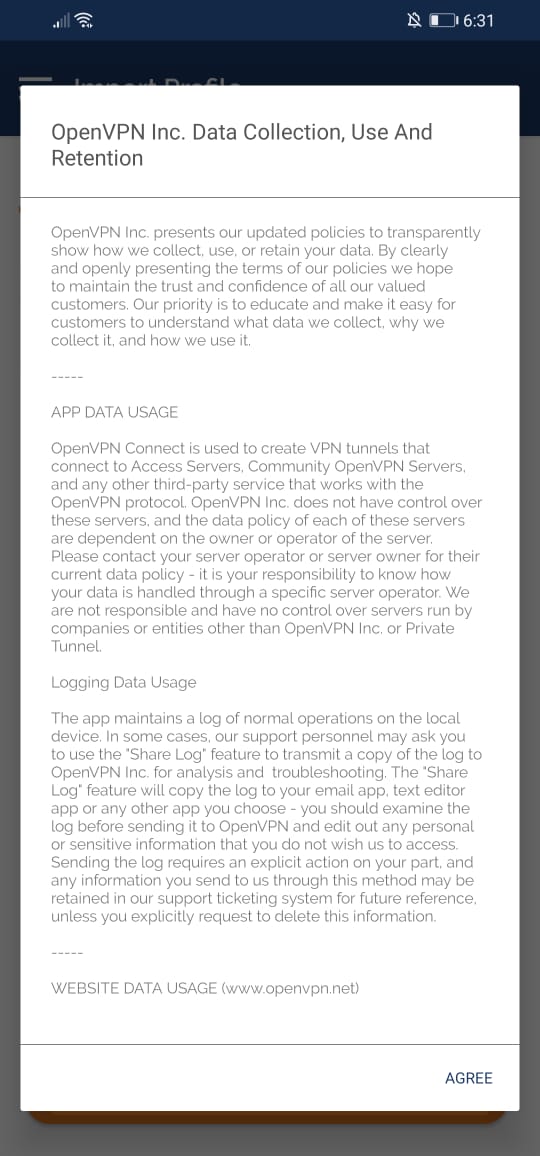 6:31
Import Profile
OpenVPN Inc. Data Collection, Use And
Retention
OpenVPN Inc. presents our updated policies to transparently
show how we collect, use, or retain your data. By clearly
and openly presenting the terms of our policies we hope
to maintain the trust and confidence of all our valued
customers. Our priority is to educate and make it easy for
customers to understand what data we collect, why we
collect it, and how we use it.
-----
APP DATA USAGE
OpenVPN Connect is used to create VPN tunnels that
connect to Access Servers, Community OpenVPN Servers,
and any other third-party service that works with the
OpenVPN protocol. OpenVPN Inc. does not have control over
these servers, and the data policy of each of these servers
are dependent on the owner or operator of the server.
Please contact your server operator or server owner for their
current data policy - it is your responsibility to know how
your data is handled through a specific server operator. We
are not responsible and have no control over servers run by
companies or entities other than OpenVPN Inc. or Private
Tunnel.
Logging Data Usage
The app maintains a log of normal operations on the local
device. In some cases, our support personnel may ask you
to use the "Share Log" feature to transmit a copy of the log to
OpenVPN Inc. for analysis and  troubleshooting. The "Share
Log" feature will copy the log to your email app, text editor
app or any other app you choose - you should examine the
log before sending it to OpenVPN and edit out any personal
or sensitive information that you do not wish us to access.
Sending the log requires an explicit action on your part, and
any information you send to us through this method may be
retained in our support ticketing system for future reference,
unless you explicitly request to delete this information.
-----
WEBSITE DATA USAGE (www.openvpn.net)
AGREE